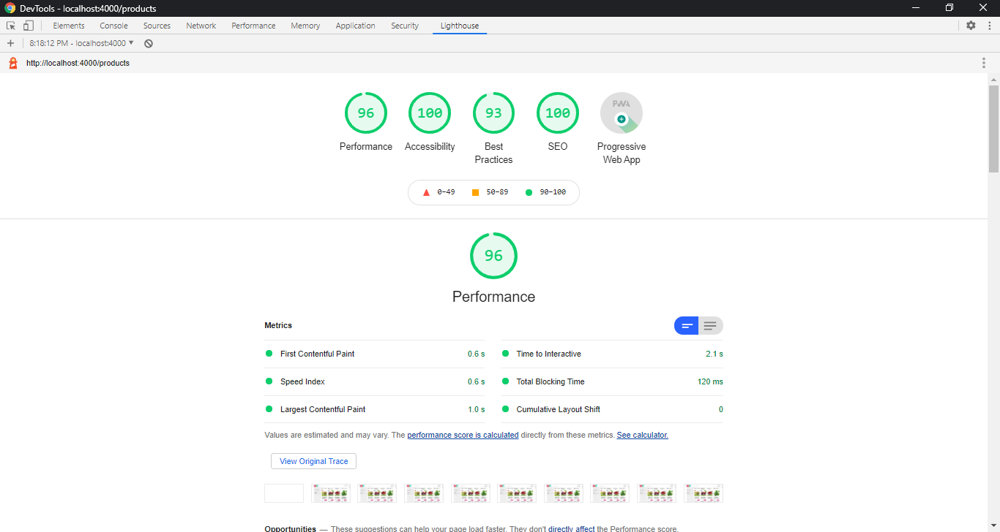 DevTools - localhost:4000/products
Elements Console Sources Network Performance Memory Application Security Lighthouse
8:18:12 PM - localhost:4000
http://localhost:4000/products
96 100 93 100 PWA
Performance Accessibility Best Practices SEO Progressive Web App
0–49 50–89 90–100
96
Performance
Metrics
First Contentful Paint 0.6 s Time to Interactive 2.1 s
Speed Index 0.6 s Total Blocking Time 120 ms
Largest Contentful Paint 1.0 s Cumulative Layout Shift 0
Values are estimated and may vary. The performance score is calculated directly from these metrics. See calculator.
View Original Trace
Opportunities — These suggestions can help your page load faster. They don't directly affect the Performance score.